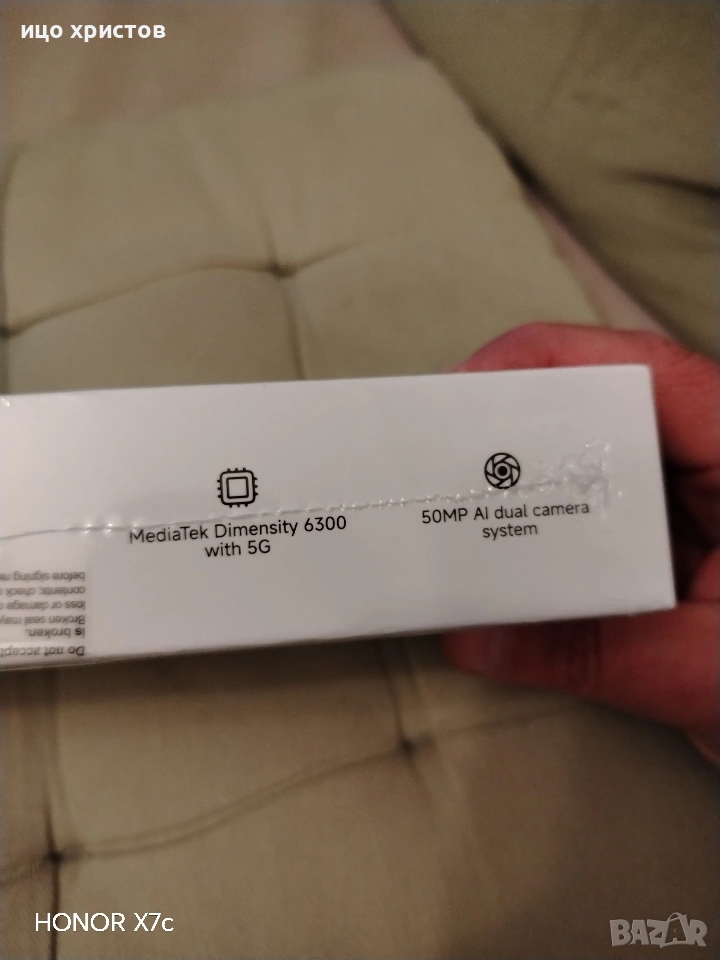 ицо христов
MediaTek Dimensity 6300
with 5G
50MP AI dual camera
system
before signing
contents; check
loss or damage
Broken seal may
is broken.
Do not accept
HONOR X7c
BAZAR